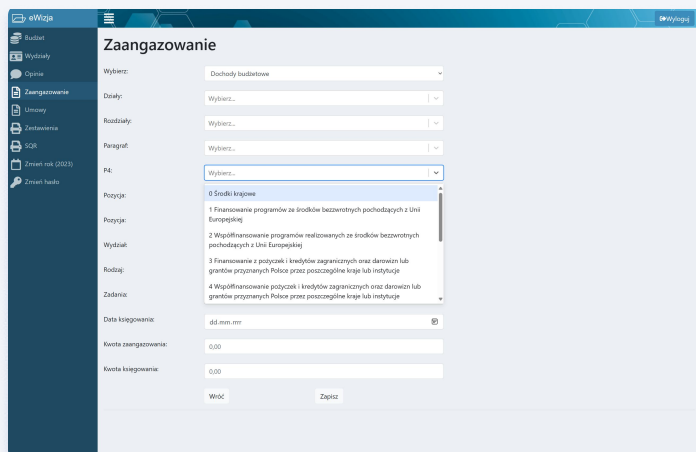 eWizja
Wyloguj
Budżet
Wydziały
Opinie
Zaangazowanie
Umowy
Zestawienia
SQR
Zmień rok (2023)
Zmień hasło
Zaangazowanie
Wybierz:
Dochody budżetowe
Działy:
Wybierz...
Rozdziały:
Wybierz...
Paragraf:
Wybierz...
P4:
Wybierz...
0 Środki krajowe
1 Finansowanie programów ze środków bezzwrotnych pochodzących z Unii
Europejskiej
2 Współfinansowanie programów realizowanych ze środków bezzwrotnych
pochodzących z Unii Europejskiej
3 Finansowanie z pożyczek i kredytów zagranicznych oraz darowizn lub
grantów przyznanych Polsce przez poszczególne kraje lub instytucje
4 Współfinansowanie pożyczek i kredytów zagranicznych oraz darowizn lub
grantów przyznanych Polsce przez poszczególne kraje lub instytucje
Pozycja:
Pozycja:
Wydział:
Rodzaj:
Zadania:
Data księgowania:
dd.mm.rrrr
Kwota zaangazowania:
0,00
Kwota księgowania:
0,00
Wróć
Zapisz